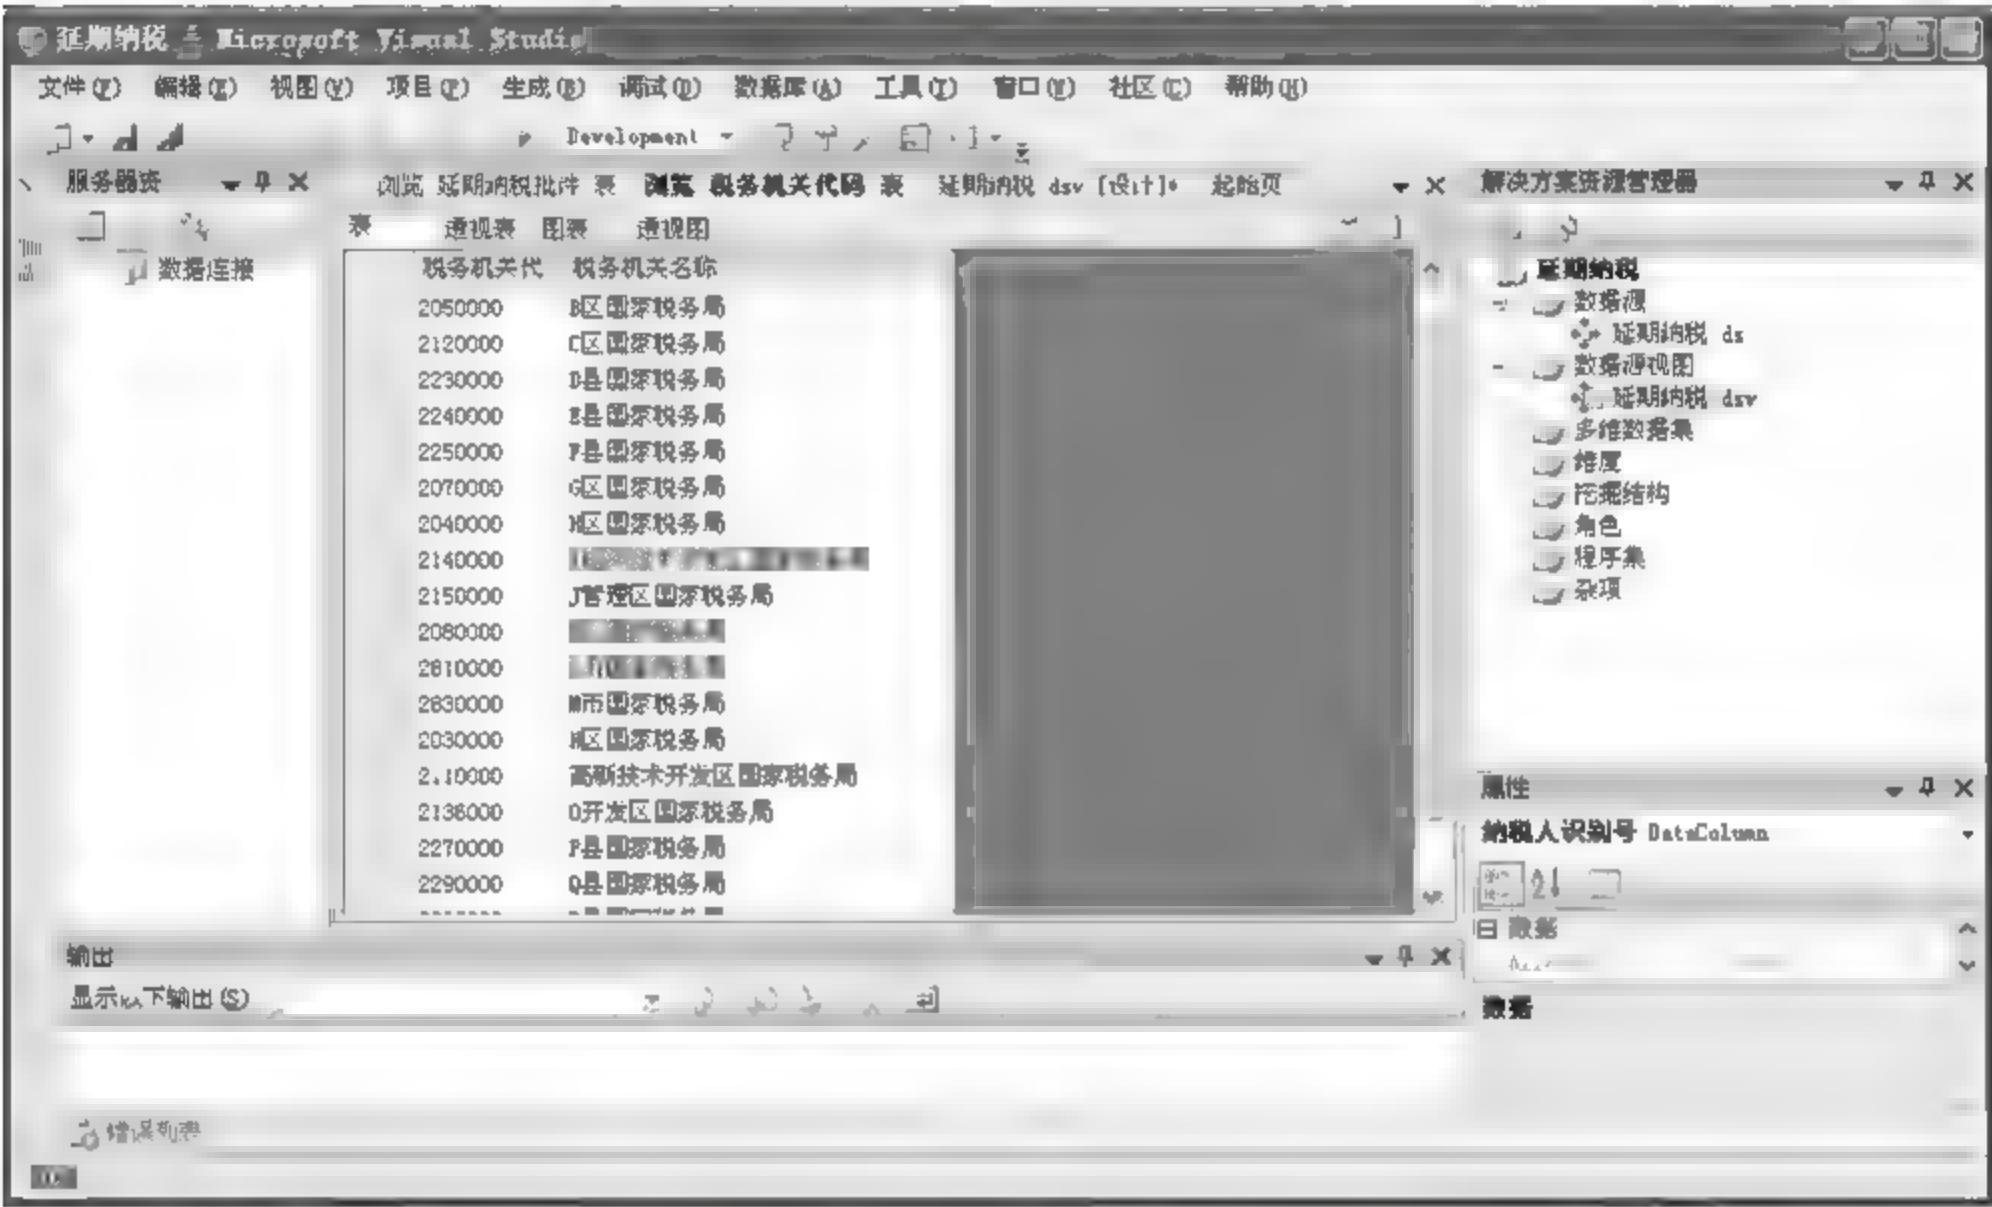 延期纳税 - Microsoft Visual Studio
文件(F) 编辑(E) 视图(V) 项目(P) 生成(B) 调试(D) 数据库(A) 工具(T) 窗口(W) 社区(C) 帮助(H)
Development
服务器资
浏览 延期纳税批件 表 浏览 税务机关代码 表 延期纳税 dsv [设计]* 起始页
解决方案资源管理器
表 透视表 图表 透视图
数据连接
税务机关代 税务机关名称
2050000 B区国家税务局
2120000 C区国家税务局
2230000 D县国家税务局
2240000 E县国家税务局
2250000 F县国家税务局
2070000 G区国家税务局
2040000 H区国家税务局
2140000
2150000 J管理区国家税务局
2080000
2810000
2830000 M市国家税务局
2030000 N区国家税务局
2110000 高新技术开发区国家税务局
2136000 O开发区国家税务局
2270000 P县国家税务局
2290000 Q县国家税务局
延期纳税
数据源
延期纳税 ds
数据源视图
延期纳税 dsv
多维数据集
维度
挖掘结构
角色
程序集
杂项
属性
纳税人识别号 DataColumn
数据
数据
输出
显示以下输出(S)
错误列表